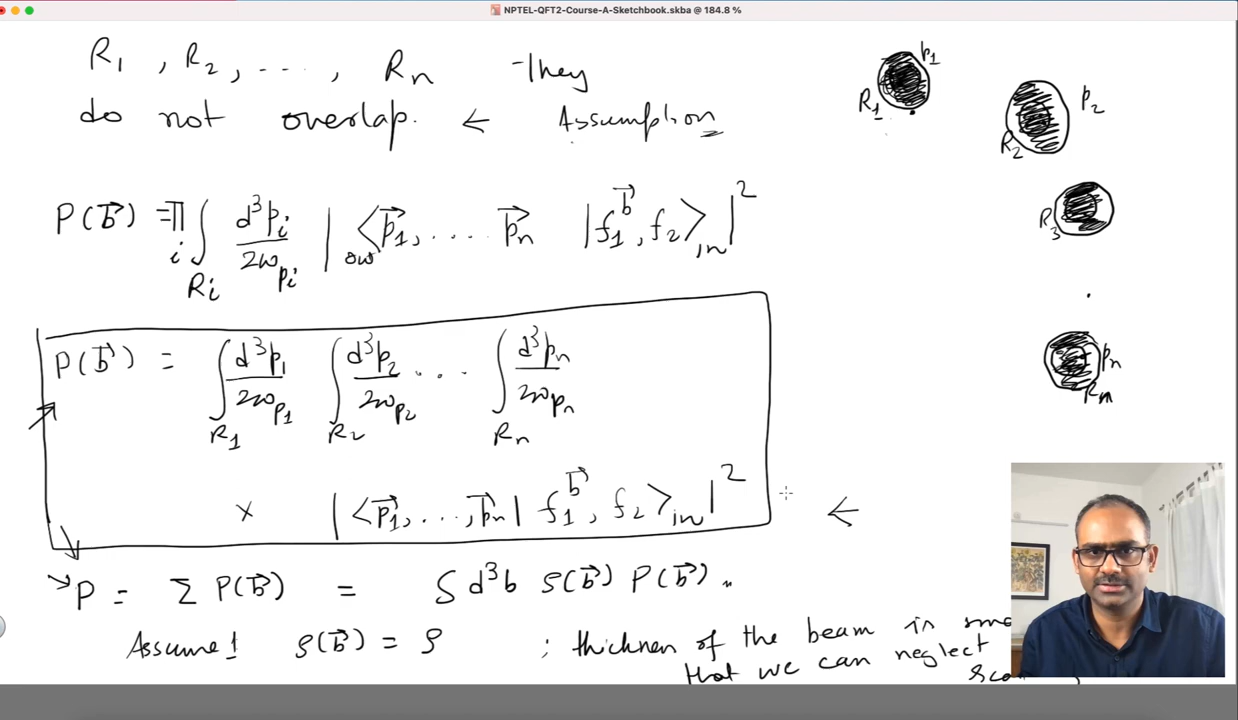 NPTEL-QFT2-Course-A-Sketchbook.skba @ 184.8 %
R₁ , R₂, ... , Rn They
do not overlap. ← Assumption
P(b⃗) = ∏ᵢ ∫_{Rᵢ} d³pᵢ/2ω_{pᵢ} | _{out}⟨p⃗₁, .... p⃗n |f₁^{b⃗}, f₂⟩_{in}|²
P(b⃗) = ∫_{R₁} d³p₁/2ω_{p₁} ∫_{R₂} d³p₂/2ω_{p₂} ... ∫_{Rn} d³pn/2ω_{pn}
× |⟨p⃗₁, ..., p⃗n| f₁^{b⃗}, f₂⟩_{in}|² ←
P = Σ P(b⃗) = ∫ d³b ρ(b⃗) P(b⃗)
Assume! ρ(b⃗) = ρ ; thickness of the beam is
that we can neglect
p₁
R₁
p₂
R₂
R₃
pn
Rn